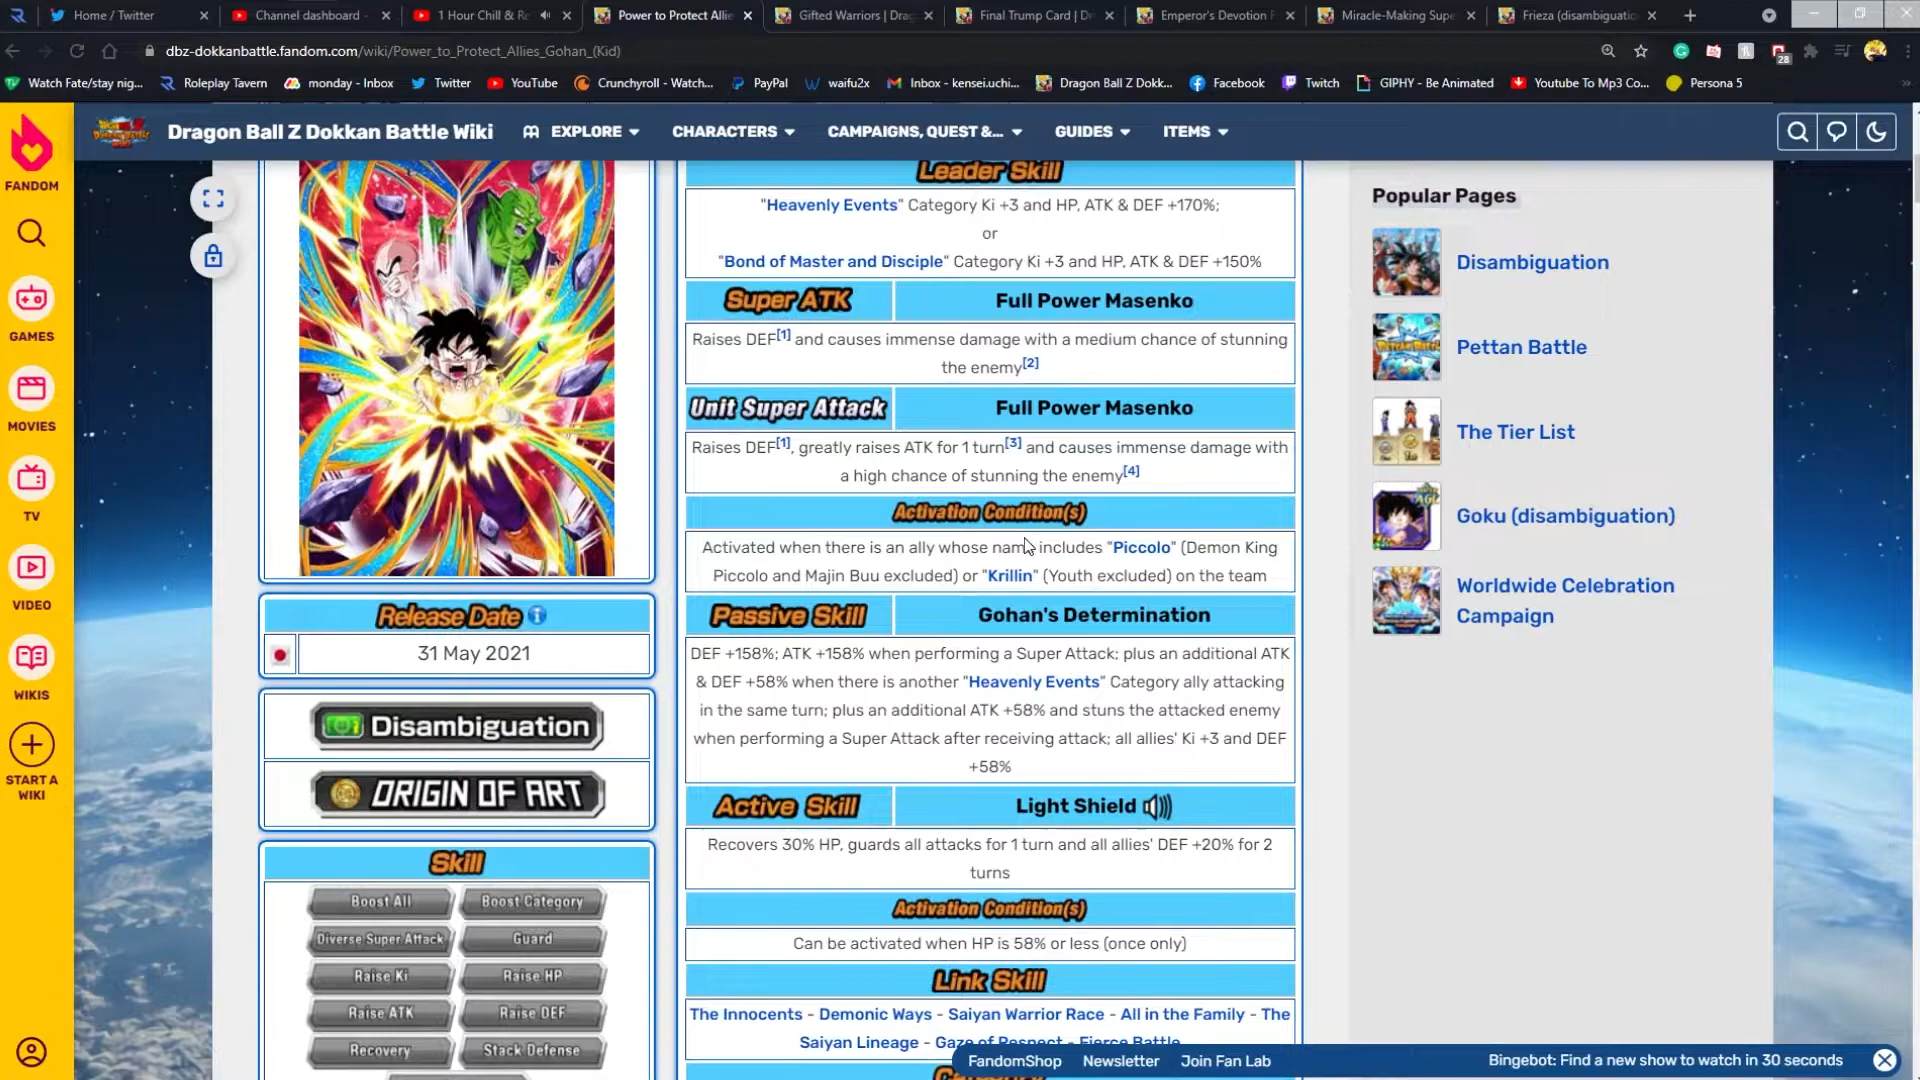 Home / Twitter
Channel dashboard -
1 Hour Chill & Re
Power to Protect Allie
Gifted Warriors | Drag
Final Trump Card | Dr
Emperor's Devotion F
Miracle-Making Supe
Frieza (disambiguatio
dbz-dokkanbattle.fandom.com/wiki/Power_to_Protect_Allies_Gohan_(Kid)
28
Watch Fate/stay nig...
Roleplay Tavern
monday - Inbox
Twitter
YouTube
Crunchyroll - Watch...
PayPal
waifu2x
Inbox - kensei.uchi...
Dragon Ball Z Dokk...
Facebook
Twitch
GIPHY - Be Animated
Youtube To Mp3 Co...
Persona 5
Dragon Ball Z Dokkan Battle Wiki
EXPLORE
CHARACTERS
CAMPAIGNS, QUEST &...
GUIDES
ITEMS
FANDOM
GAMES
MOVIES
TV
VIDEO
WIKIS
START A
WIKI
Release Date
31 May 2021
Disambiguation
ORIGIN OF ART
Skill
Boost All
Boost Category
Diverse Super Attack
Guard
Raise Ki
Raise HP
Raise ATK
Raise DEF
Recovery
Stack Defense
Leader Skill
"Heavenly Events" Category Ki +3 and HP, ATK & DEF +170%;
or
"Bond of Master and Disciple" Category Ki +3 and HP, ATK & DEF +150%
Super ATK
Full Power Masenko
Raises DEF[1] and causes immense damage with a medium chance of stunning
the enemy[2]
Unit Super Attack
Full Power Masenko
Raises DEF[1], greatly raises ATK for 1 turn[3] and causes immense damage with
a high chance of stunning the enemy[4]
Activation Condition(s)
Activated when there is an ally whose name includes "Piccolo" (Demon King
Piccolo and Majin Buu excluded) or "Krillin" (Youth excluded) on the team
Passive Skill
Gohan's Determination
DEF +158%; ATK +158% when performing a Super Attack; plus an additional ATK
& DEF +58% when there is another "Heavenly Events" Category ally attacking
in the same turn; plus an additional ATK +58% and stuns the attacked enemy
when performing a Super Attack after receiving attack; all allies' Ki +3 and DEF
+58%
Active Skill
Light Shield
Recovers 30% HP, guards all attacks for 1 turn and all allies' DEF +20% for 2
turns
Activation Condition(s)
Can be activated when HP is 58% or less (once only)
Link Skill
The Innocents - Demonic Ways - Saiyan Warrior Race - All in the Family - The
Saiyan Lineage - Gaze of Respect - Fierce Battle
Category
Popular Pages
Disambiguation
Pettan Battle
The Tier List
Goku (disambiguation)
Worldwide Celebration
Campaign
FandomShop
Newsletter
Join Fan Lab
Bingebot: Find a new show to watch in 30 seconds